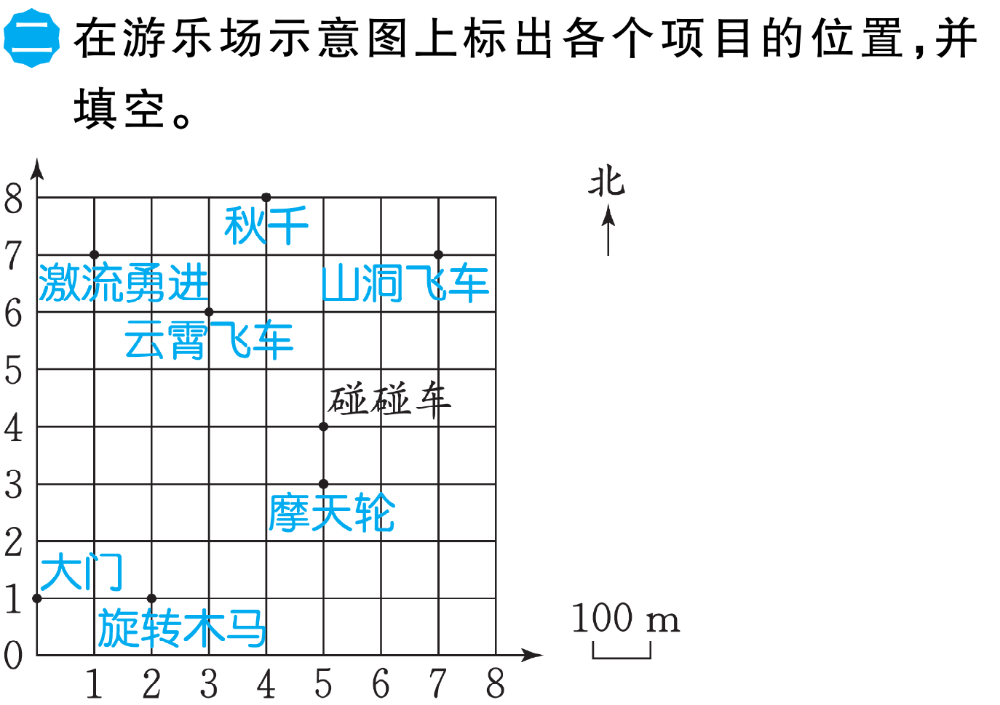 二 在游乐场示意图上标出各个项目的位置，并
填空。
北
8
秋千
7
激流勇进 山洞飞车
6
云霄飞车
5
碰碰车
4
3
摩天轮
2
大门
1
旋转木马
100 m
0
1 2 3 4 5 6 7 8